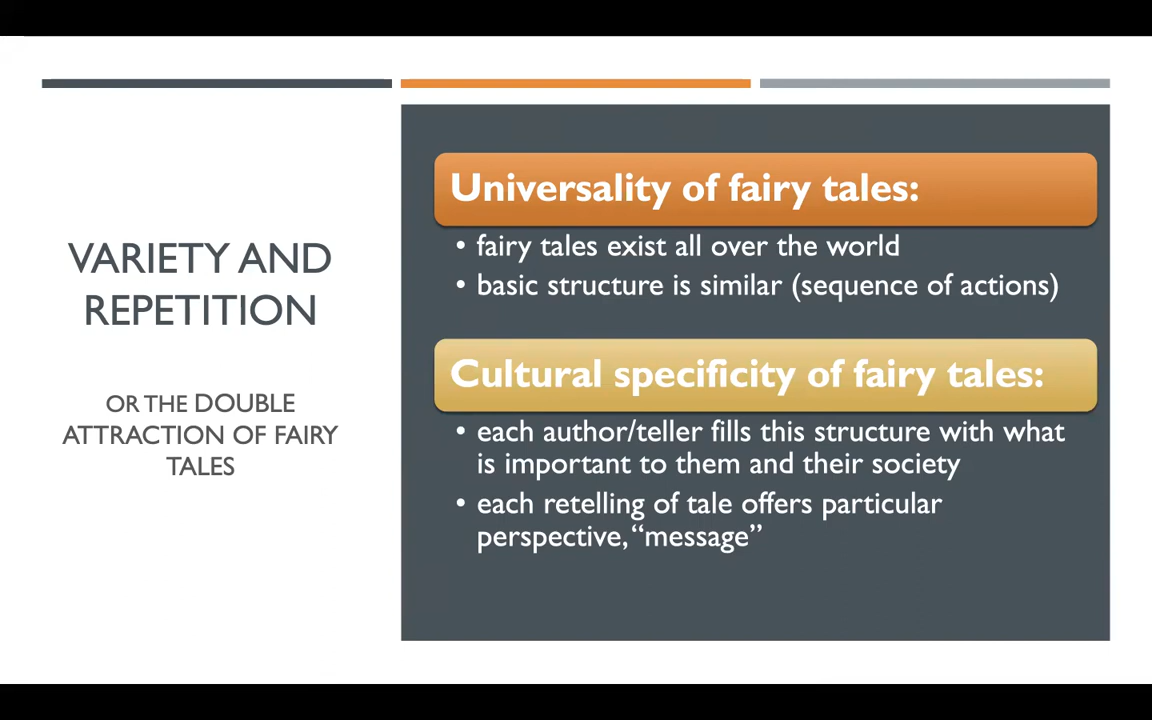 VARIETY AND
REPETITION
OR THE DOUBLE
ATTRACTION OF FAIRY
TALES
Universality of fairy tales:
• fairy tales exist all over the world
• basic structure is similar (sequence of actions)
Cultural specificity of fairy tales:
• each author/teller fills this structure with what
is important to them and their society
• each retelling of tale offers particular
perspective, “message”